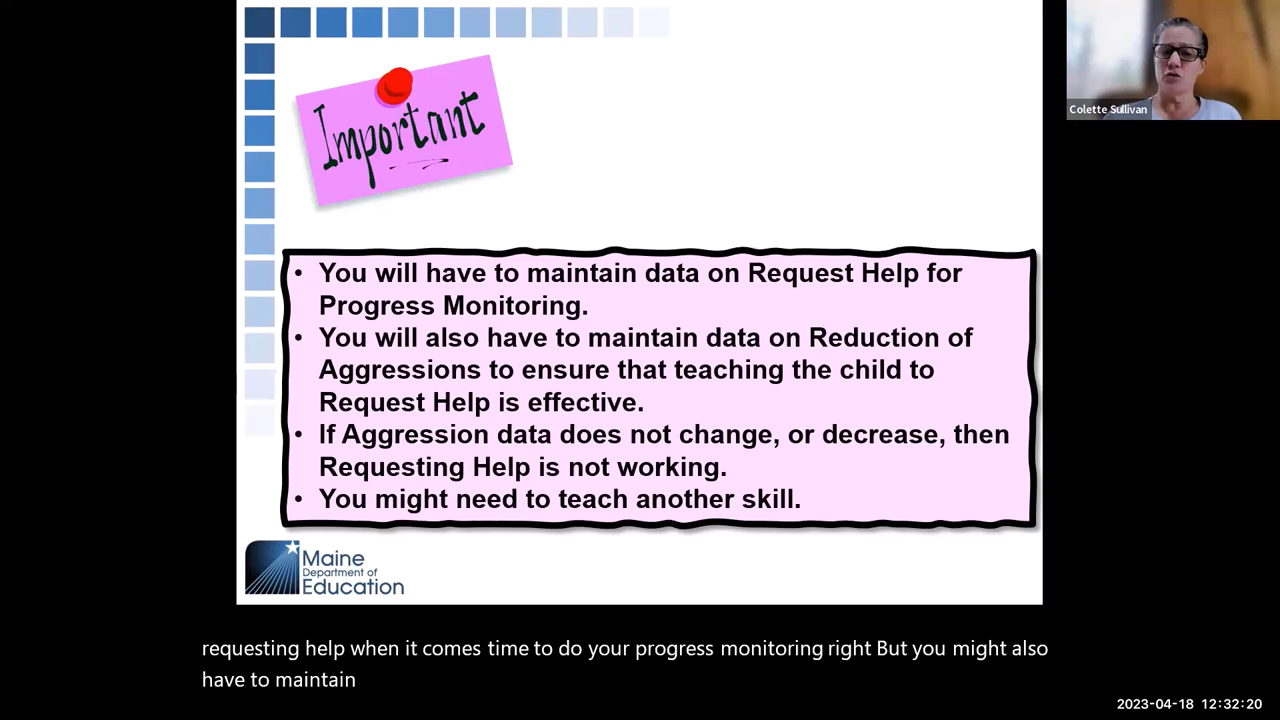 Important
Colette Sullivan
• You will have to maintain data on Request Help for
Progress Monitoring.
• You will also have to maintain data on Reduction of
Aggressions to ensure that teaching the child to
Request Help is effective.
• If Aggression data does not change, or decrease, then
Requesting Help is not working.
• You might need to teach another skill.
Maine
Department of
Education
requesting help when it comes time to do your progress monitoring right But you might also
have to maintain
2023-04-18 12:32:20